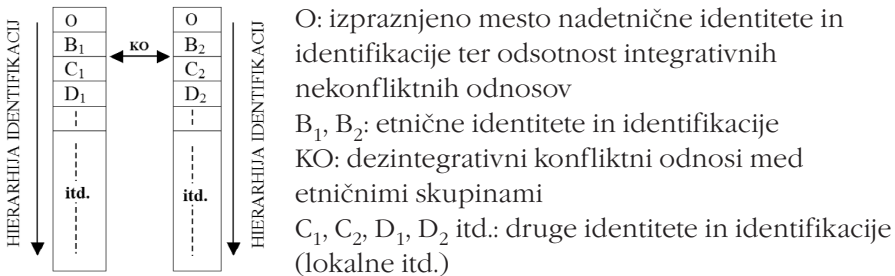 HIERARHIJA IDENTIFIKACIJ
O
B₁
C₁
D₁
itd.
KO
O
B₂
C₂
D₂
itd.
HIERARHIJA IDENTIFIKACIJ
O: izpraznjeno mesto nadetnične identitete in
identifikacije ter odsotnost integrativnih
nekonfliktnih odnosov
B₁, B₂: etnične identitete in identifikacije
KO: dezintegrativni konfliktni odnosi med
etničnimi skupinami
C₁, C₂, D₁, D₂ itd.: druge identitete in identifikacije
(lokalne itd.)